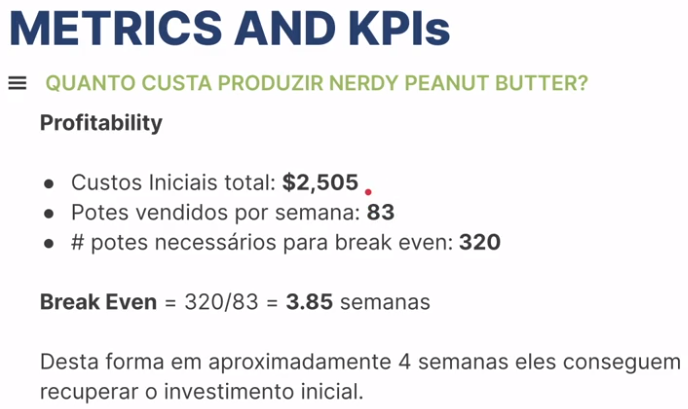 METRICS AND KPIs
QUANTO CUSTA PRODUZIR NERDY PEANUT BUTTER?
Profitability
● Custos Iniciais total: $2,505
● Potes vendidos por semana: 83
● # potes necessários para break even: 320
Break Even = 320/83 = 3.85 semanas
Desta forma em aproximadamente 4 semanas eles conseguem
recuperar o investimento inicial.